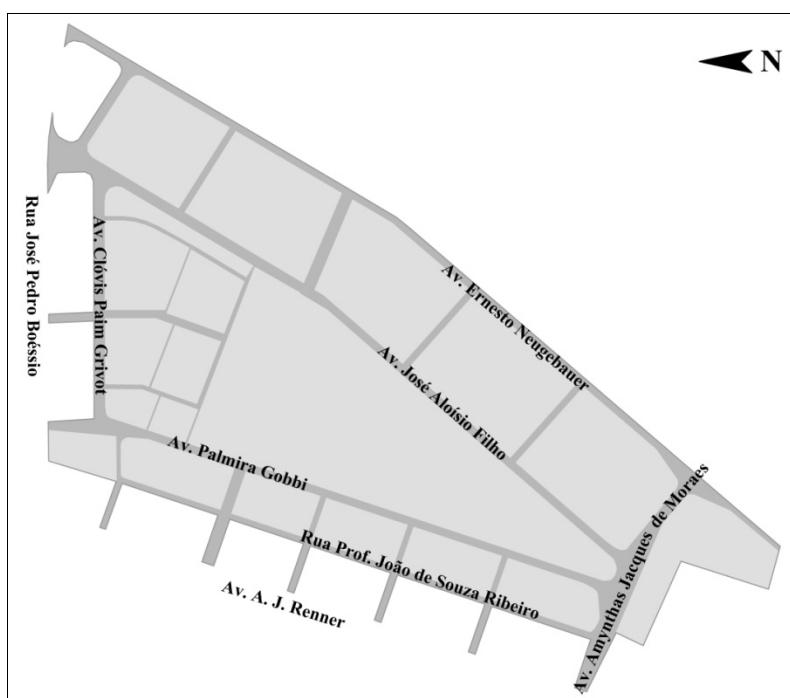 N
Rua José Pedro Boéssio
Av. Clóvis Paim Grivot
Av. Ernesto Neugebauer
Av. José Aloísio Filho
Av. Palmira Gobbi
Rua Prof. João de Souza Ribeiro
Av. A. J. Renner
Av. Amynthas Jacques de Moraes